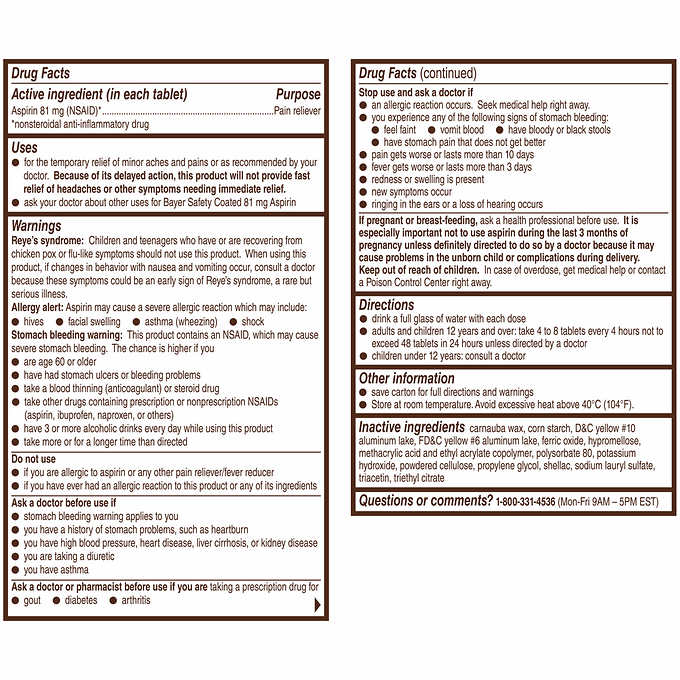 Drug Facts
Active ingredient (in each tablet) Purpose
Aspirin 81 mg (NSAID)*..............................................................Pain reliever
*nonsteroidal anti-inflammatory drug
Uses
● for the temporary relief of minor aches and pains or as recommended by your
doctor. Because of its delayed action, this product will not provide fast
relief of headaches or other symptoms needing immediate relief.
● ask your doctor about other uses for Bayer Safety Coated 81 mg Aspirin
Warnings
Reye's syndrome: Children and teenagers who have or are recovering from
chicken pox or flu-like symptoms should not use this product. When using this
product, if changes in behavior with nausea and vomiting occur, consult a doctor
because these symptoms could be an early sign of Reye's syndrome, a rare but
serious illness.
Allergy alert: Aspirin may cause a severe allergic reaction which may include:
● hives ● facial swelling ● asthma (wheezing) ● shock
Stomach bleeding warning: This product contains an NSAID, which may cause
severe stomach bleeding. The chance is higher if you
● are age 60 or older
● have had stomach ulcers or bleeding problems
● take a blood thinning (anticoagulant) or steroid drug
● take other drugs containing prescription or nonprescription NSAIDs
(aspirin, ibuprofen, naproxen, or others)
● have 3 or more alcoholic drinks every day while using this product
● take more or for a longer time than directed
Do not use
● if you are allergic to aspirin or any other pain reliever/fever reducer
● if you have ever had an allergic reaction to this product or any of its ingredients
Ask a doctor before use if
● stomach bleeding warning applies to you
● you have a history of stomach problems, such as heartburn
● you have high blood pressure, heart disease, liver cirrhosis, or kidney disease
● you are taking a diuretic
● you have asthma
Ask a doctor or pharmacist before use if you are taking a prescription drug for
● gout ● diabetes ● arthritis
Drug Facts (continued)
Stop use and ask a doctor if
● an allergic reaction occurs. Seek medical help right away.
● you experience any of the following signs of stomach bleeding:
● feel faint ● vomit blood ● have bloody or black stools
● have stomach pain that does not get better
● pain gets worse or lasts more than 10 days
● fever gets worse or lasts more than 3 days
● redness or swelling is present
● new symptoms occur
● ringing in the ears or a loss of hearing occurs
If pregnant or breast-feeding, ask a health professional before use. It is
especially important not to use aspirin during the last 3 months of
pregnancy unless definitely directed to do so by a doctor because it may
cause problems in the unborn child or complications during delivery.
Keep out of reach of children. In case of overdose, get medical help or contact
a Poison Control Center right away.
Directions
● drink a full glass of water with each dose
● adults and children 12 years and over: take 4 to 8 tablets every 4 hours not to
exceed 48 tablets in 24 hours unless directed by a doctor
● children under 12 years: consult a doctor
Other information
● save carton for full directions and warnings
● Store at room temperature. Avoid excessive heat above 40°C (104°F).
Inactive ingredients carnauba wax, corn starch, D&C yellow #10
aluminum lake, FD&C yellow #6 aluminum lake, ferric oxide, hypromellose,
methacrylic and ethyl acrylate copolymer, polysorbate 80, potassium
hydroxide, powdered cellulose, propylene glycol, shellac, sodium lauryl sulfate,
triacetin, triethyl citrate
Questions or comments? 1-800-331-4536 (Mon-Fri 9AM – 5PM EST)